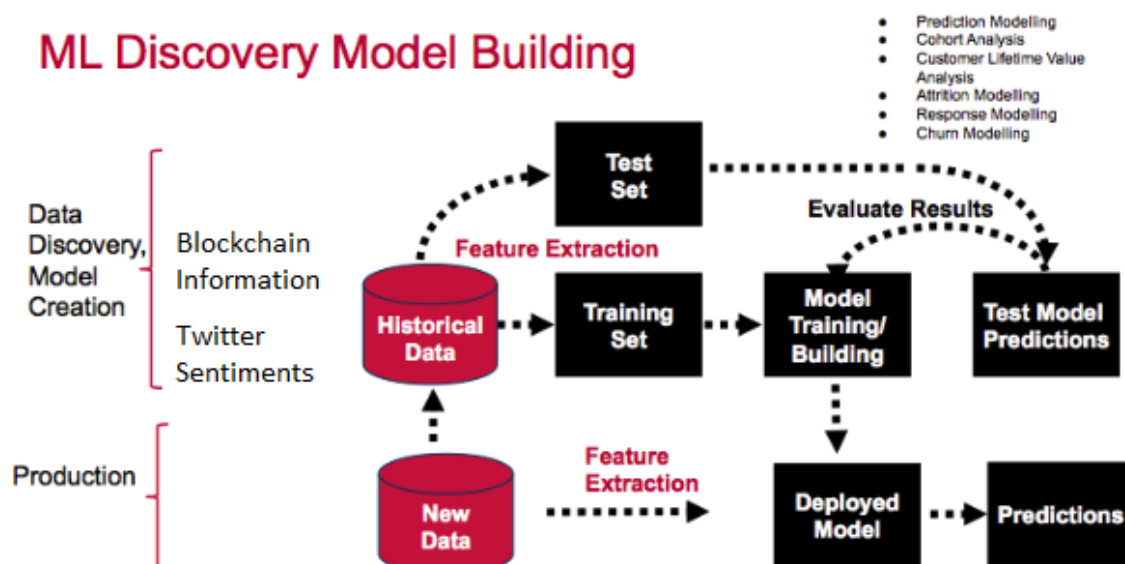 ML Discovery Model Building
● Prediction Modelling
● Cohort Analysis
● Customer Lifetime Value
Analysis
● Attrition Modelling
● Response Modelling
● Churn Modelling
Data
Discovery,
Model
Creation
Blockchain
Information
Twitter
Sentiments
Test
Set
Feature Extraction
Evaluate Results
Historical
Data
Training
Set
Model
Training/
Building
Test Model
Predictions
Production
New
Data
Feature
Extraction
Deployed
Model
Predictions